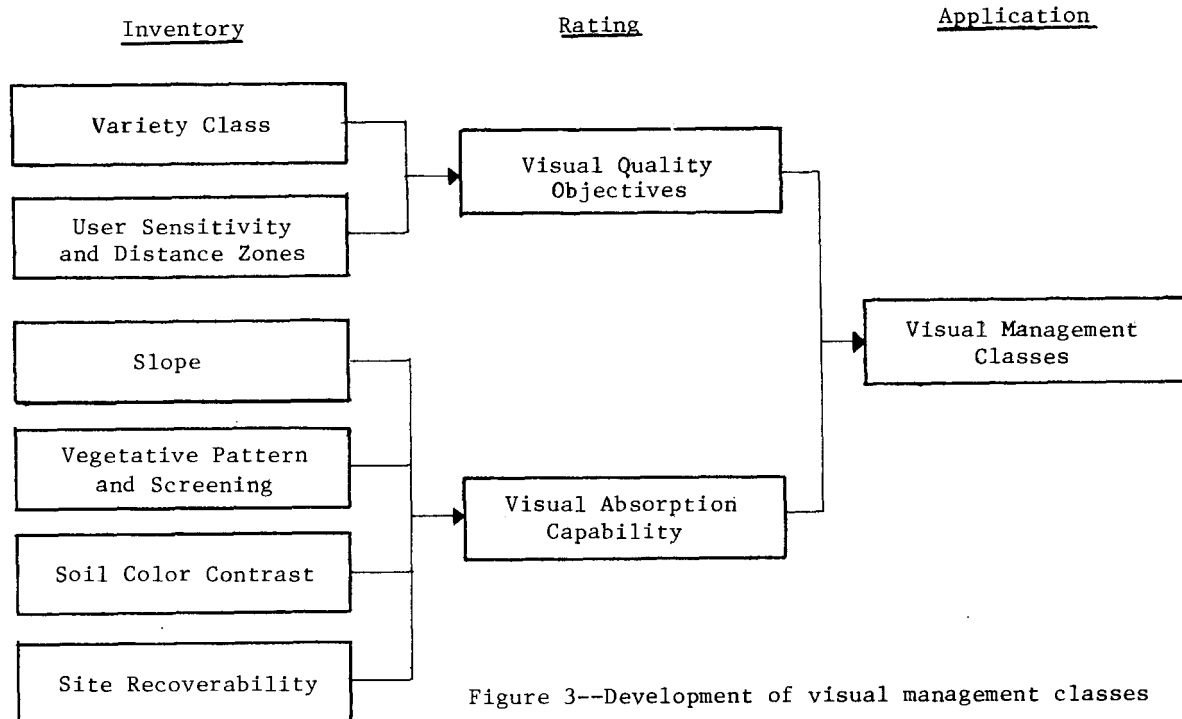 Inventory
Rating
Application
Variety Class
User Sensitivity
and Distance Zones
Visual Quality
Objectives
Slope
Vegetative Pattern
and Screening
Soil Color Contrast
Site Recoverability
Visual Absorption
Capability
Visual Management
Classes
Figure 3--Development of visual management classes